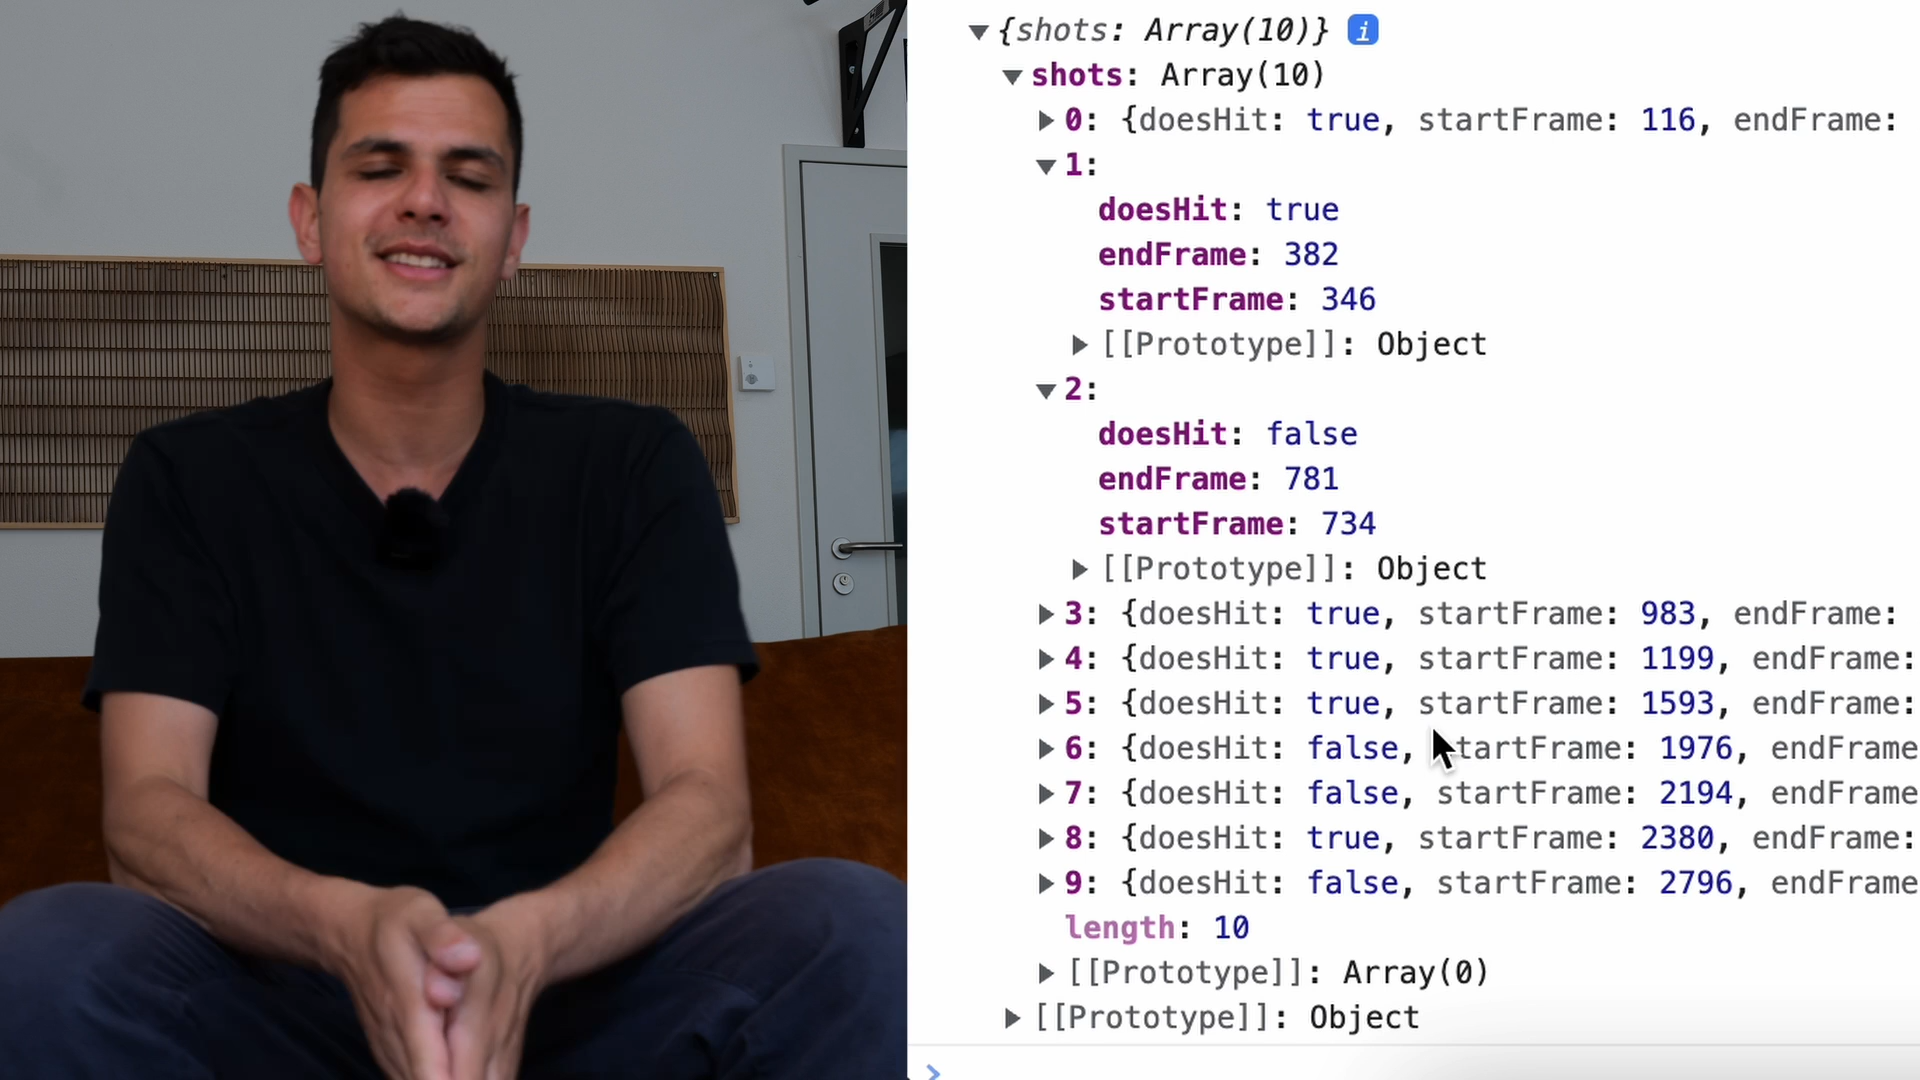 ▼ {shots: Array(10)} i
▼ shots: Array(10)
▶ 0: {doesHit: true, startFrame: 116, endFrame:
▼ 1:
doesHit: true
endFrame: 382
startFrame: 346
▶ [[Prototype]]: Object
▼ 2:
doesHit: false
endFrame: 781
startFrame: 734
▶ [[Prototype]]: Object
▶ 3: {doesHit: true, startFrame: 983, endFrame:
▶ 4: {doesHit: true, startFrame: 1199, endFrame:
▶ 5: {doesHit: true, startFrame: 1593, endFrame:
▶ 6: {doesHit: false, startFrame: 1976, endFrame
▶ 7: {doesHit: false, startFrame: 2194, endFrame
▶ 8: {doesHit: true, startFrame: 2380, endFrame:
▶ 9: {doesHit: false, startFrame: 2796, endFrame
length: 10
▶ [[Prototype]]: Array(0)
▶ [[Prototype]]: Object